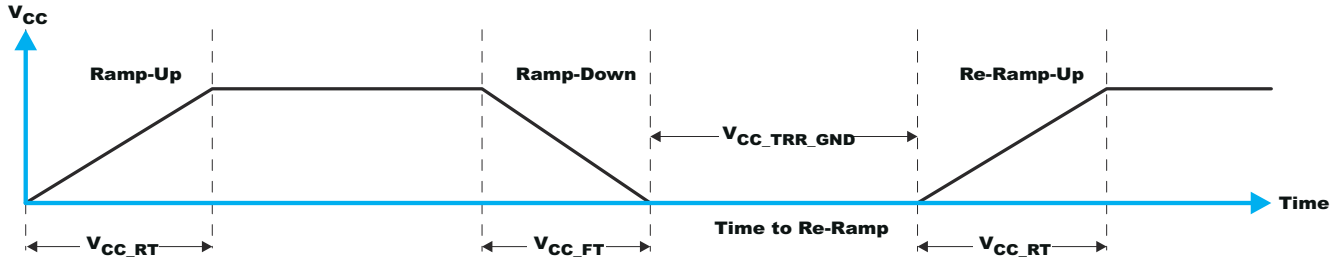 VCC
Ramp-Up
Ramp-Down
Re-Ramp-Up
VCC_TRR_GND
Time
Time to Re-Ramp
VCC_RT
VCC_FT
VCC_RT